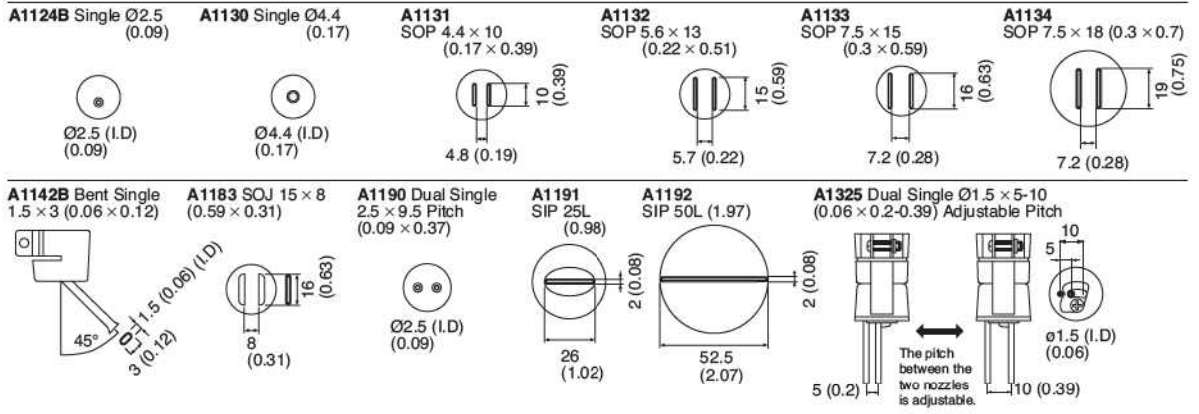 A1124B Single Ø2.5
(0.09)
Ø2.5 (I.D)
(0.09)
A1130 Single Ø4.4
(0.17)
Ø4.4 (I.D)
(0.17)
A1131
SOP 4.4 × 10
(0.17 × 0.39)
10
(0.39)
4.8 (0.19)
A1132
SOP 5.6 × 13
(0.22 × 0.51)
15
(0.59)
5.7 (0.22)
A1133
SOP 7.5 × 15
(0.3 × 0.59)
16
(0.63)
7.2 (0.28)
A1134
SOP 7.5 × 18 (0.3 × 0.7)
19
(0.75)
7.2 (0.28)
A1142B Bent Single
1.5 × 3 (0.06 × 0.12)
1.5 (0.06) (I.D)
45°
3 (0.12)
A1183 SOJ 15 × 8
(0.59 × 0.31)
16
(0.63)
8
(0.31)
A1190 Dual Single
2.5 × 9.5 Pitch
(0.09 × 0.37)
Ø2.5 (I.D)
(0.09)
A1191
SIP 25L
(0.98)
2 (0.08)
26
(1.02)
A1192
SIP 50L (1.97)
2 (0.08)
52.5
(2.07)
A1325 Dual Single Ø1.5 × 5-10
(0.06 × 0.2-0.39) Adjustable Pitch
10
5
ø1.5 (I.D)
(0.06)
The pitch
between the
two nozzles
is adjustable.
5 (0.2)
10 (0.39)